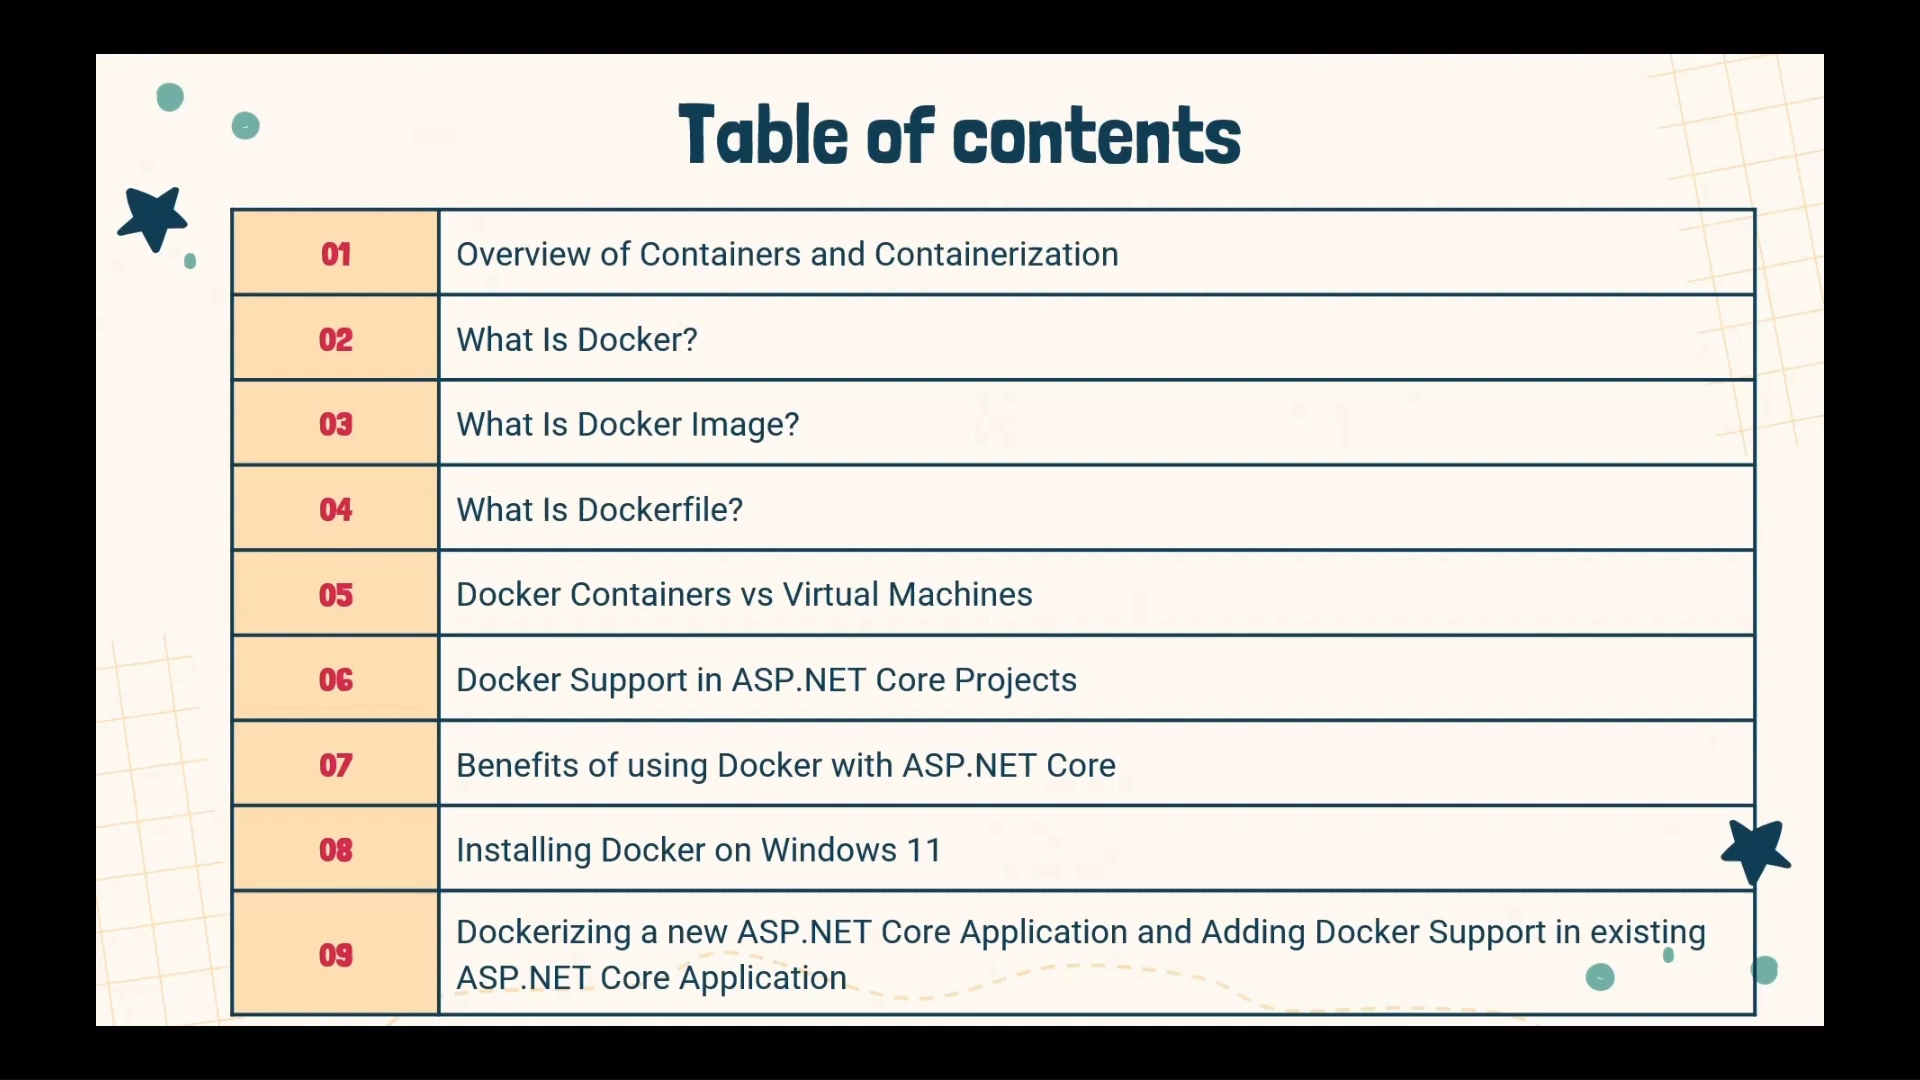 Table of contents
01 Overview of Containers and Containerization
02 What Is Docker?
03 What Is Docker Image?
04 What Is Dockerfile?
05 Docker Containers vs Virtual Machines
06 Docker Support in ASP.NET Core Projects
07 Benefits of using Docker with ASP.NET Core
08 Installing Docker on Windows 11
09 Dockerizing a new ASP.NET Core Application and Adding Docker Support in existing
ASP.NET Core Application